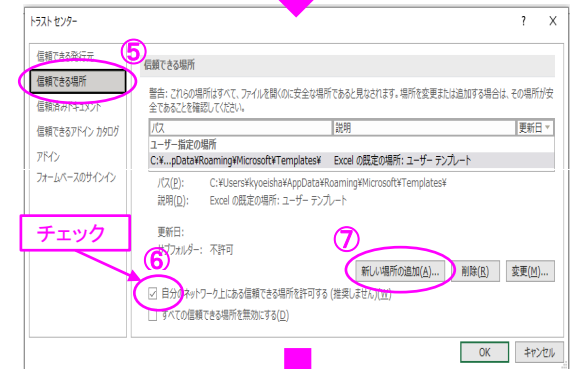 トラスト センター ? X
⑤
信頼できる発行元
信頼できる場所
信頼済みドキュメント
信頼できるアドイン カタログ
アドイン
フォームベースのサインイン
信頼できる場所
警告: これらの場所はすべて、ファイルを開くのに安全な場所であると見なされます。場所を変更または追加する場合は、その場所が安
全であることを確認してください。
パス 説明 更新日
ユーザー指定の場所
C:¥...pData¥Roaming¥Microsoft¥Templates¥ Excel の既定の場所: ユーザー テンプレート
パス(P): C:¥Users¥kyoeisha¥AppData¥Roaming¥Microsoft¥Templates¥
説明(D): Excel の既定の場所: ユーザー テンプレート
更新日:
サブフォルダー: 不許可
チェック
⑥
⑦
新しい場所の追加(A)... 削除(R) 変更(M)...
自分のネットワーク上にある信頼できる場所を許可する (推奨しません)(W)
すべての信頼できる場所を無効にする(D)
OK キャンセル